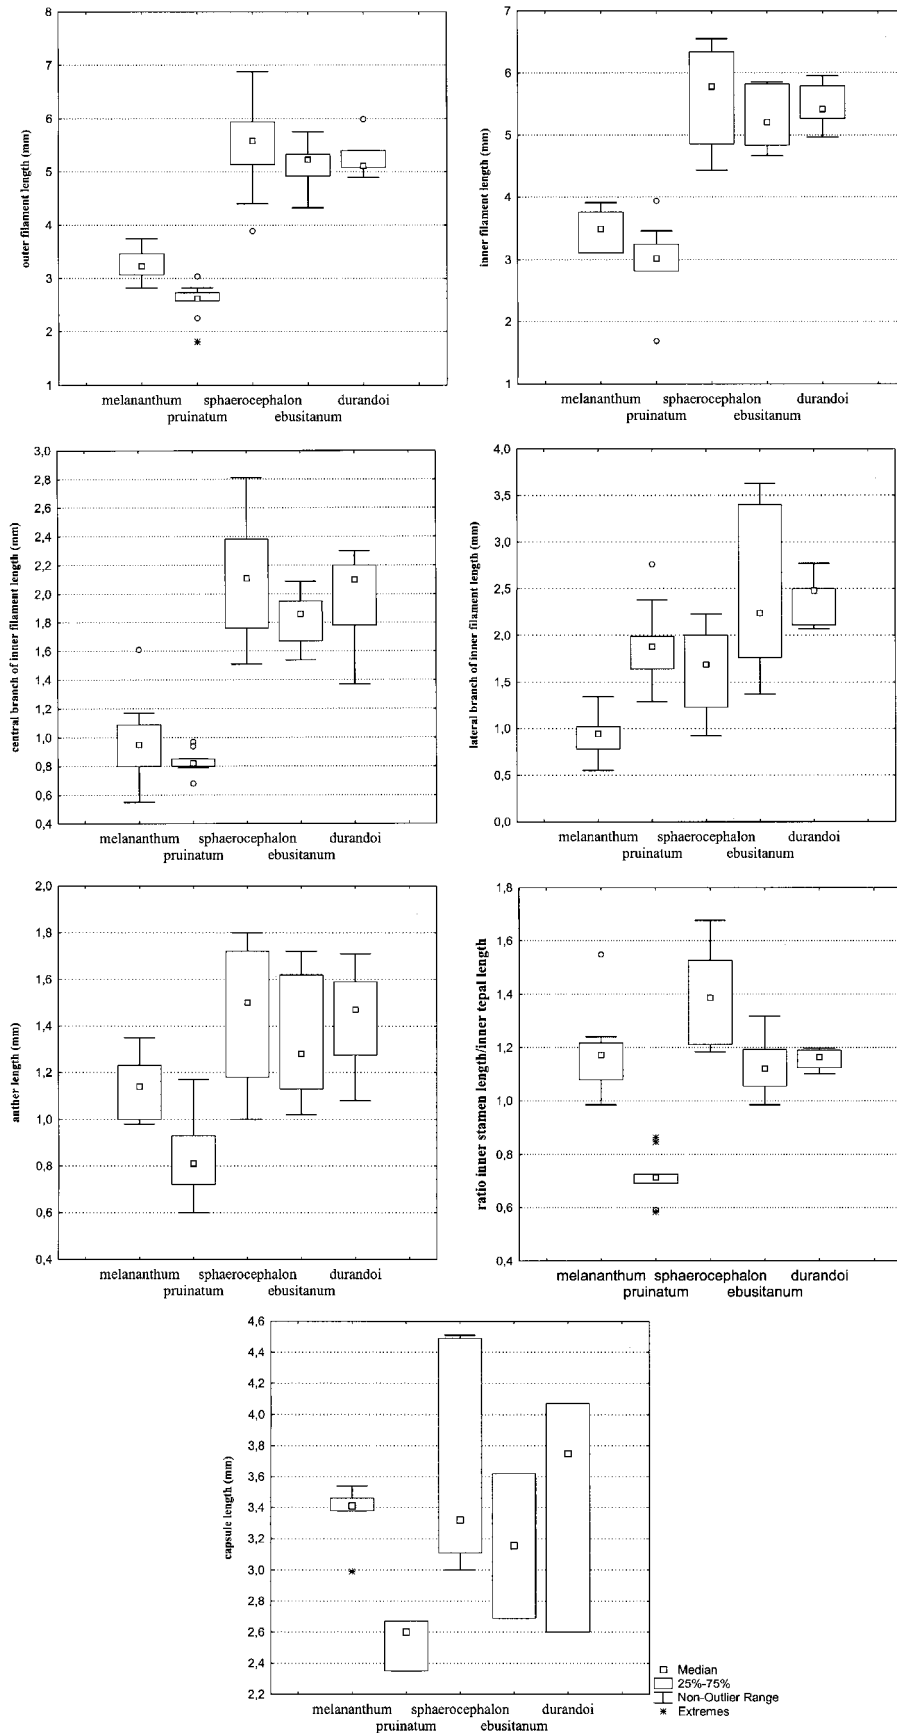 outer filament length (mm)
8
7
6
5
4
3
2
1
melananthum sphaerocephalon durandoi
pruinatum ebusitanum
inner filament length (mm)
7
6
5
4
3
2
1
melananthum sphaerocephalon durandoi
pruinatum ebusitanum
central branch of inner filament length (mm)
3,0
2,8
2,6
2,4
2,2
2,0
1,8
1,6
1,4
1,2
1,0
0,8
0,6
0,4
melananthum sphaerocephalon durandoi
pruinatum ebusitanum
lateral branch of inner filament length (mm)
4,0
3,5
3,0
2,5
2,0
1,5
1,0
0,5
0,0
melananthum sphaerocephalon durandoi
pruinatum ebusitanum
anther length (mm)
2,0
1,8
1,6
1,4
1,2
1,0
0,8
0,6
0,4
melananthum sphaerocephalon durandoi
pruinatum ebusitanum
ratio inner stamen length/inner tepal length
1,8
1,6
1,4
1,2
1,0
0,8
0,6
0,4
melananthum sphaerocephalon durandoi
pruinatum ebusitanum
capsule length (mm)
4,6
4,4
4,2
4,0
3,8
3,6
3,4
3,2
3,0
2,8
2,6
2,4
2,2
melananthum sphaerocephalon durandoi
pruinatum ebusitanum
Median
25%-75%
Non-Outlier Range
Extremes